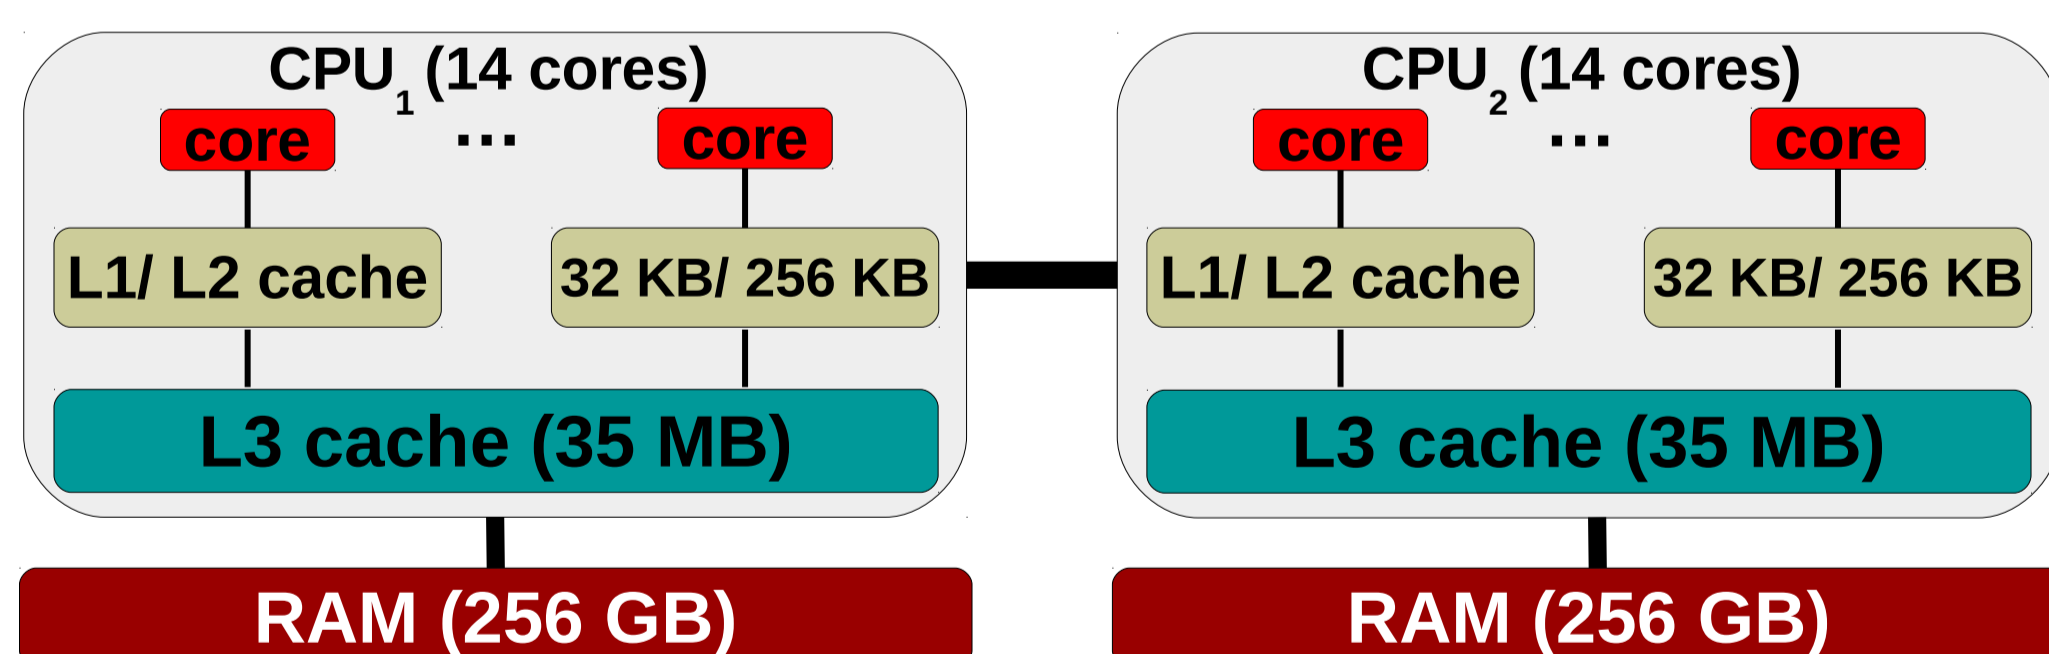 CPU1 (14 cores)
core ... core
L1/ L2 cache
32 KB/ 256 KB
L3 cache (35 MB)
RAM (256 GB)
CPU2 (14 cores)
core ... core
L1/ L2 cache
32 KB/ 256 KB
L3 cache (35 MB)
RAM (256 GB)